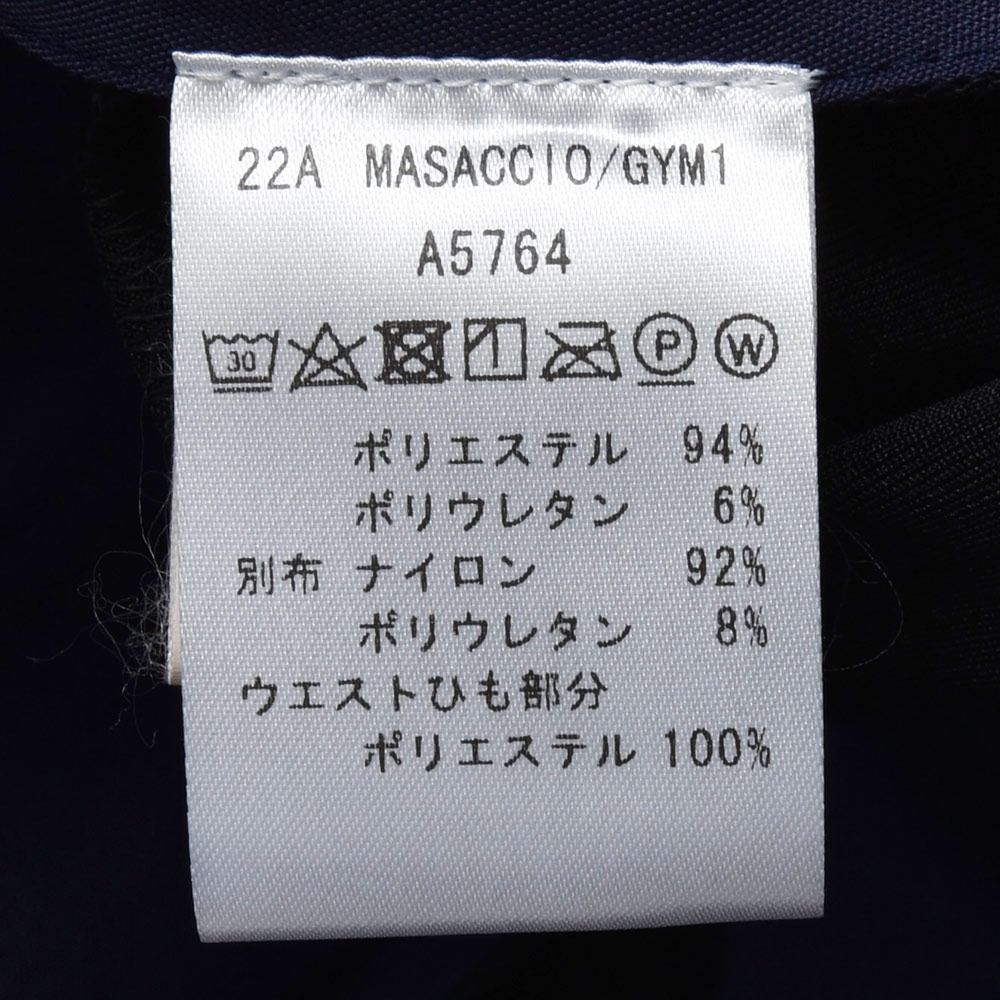 22A MASACCIO/GYM1
A5764
30 P W
ポリエステル 94%
ポリウレタン 6%
別布 ナイロン 92%
ポリウレタン 8%
ウエストひも部分
ポリエステル 100%